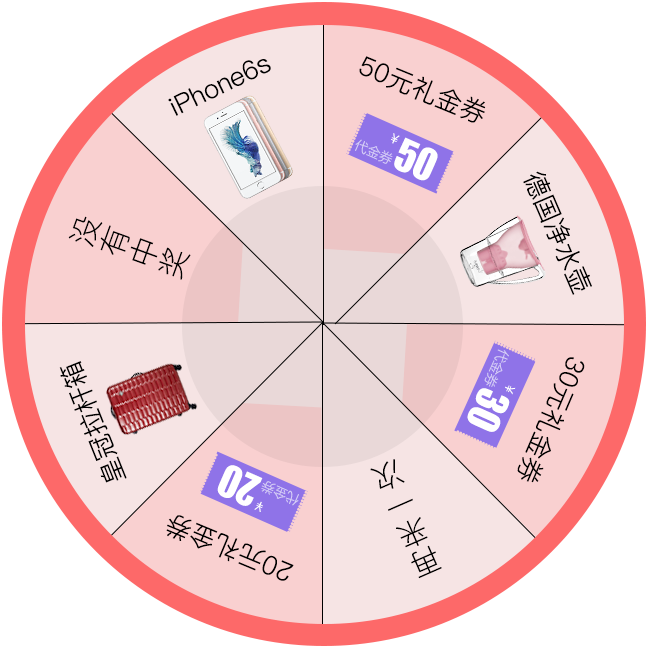 iPhone6s
50元礼金券
¥50
代金券
德国净水壶
30元礼金券
¥30
代金券
再来一次
20元礼金券
¥20
代金券
皇冠拉杆箱
没有中奖